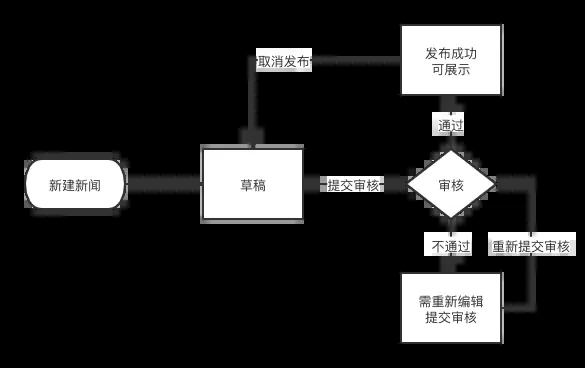 取消发布
发布成功
可展示
通过
新建新闻
草稿
提交审核
审核
不通过
重新提交审核
需重新编辑
提交审核